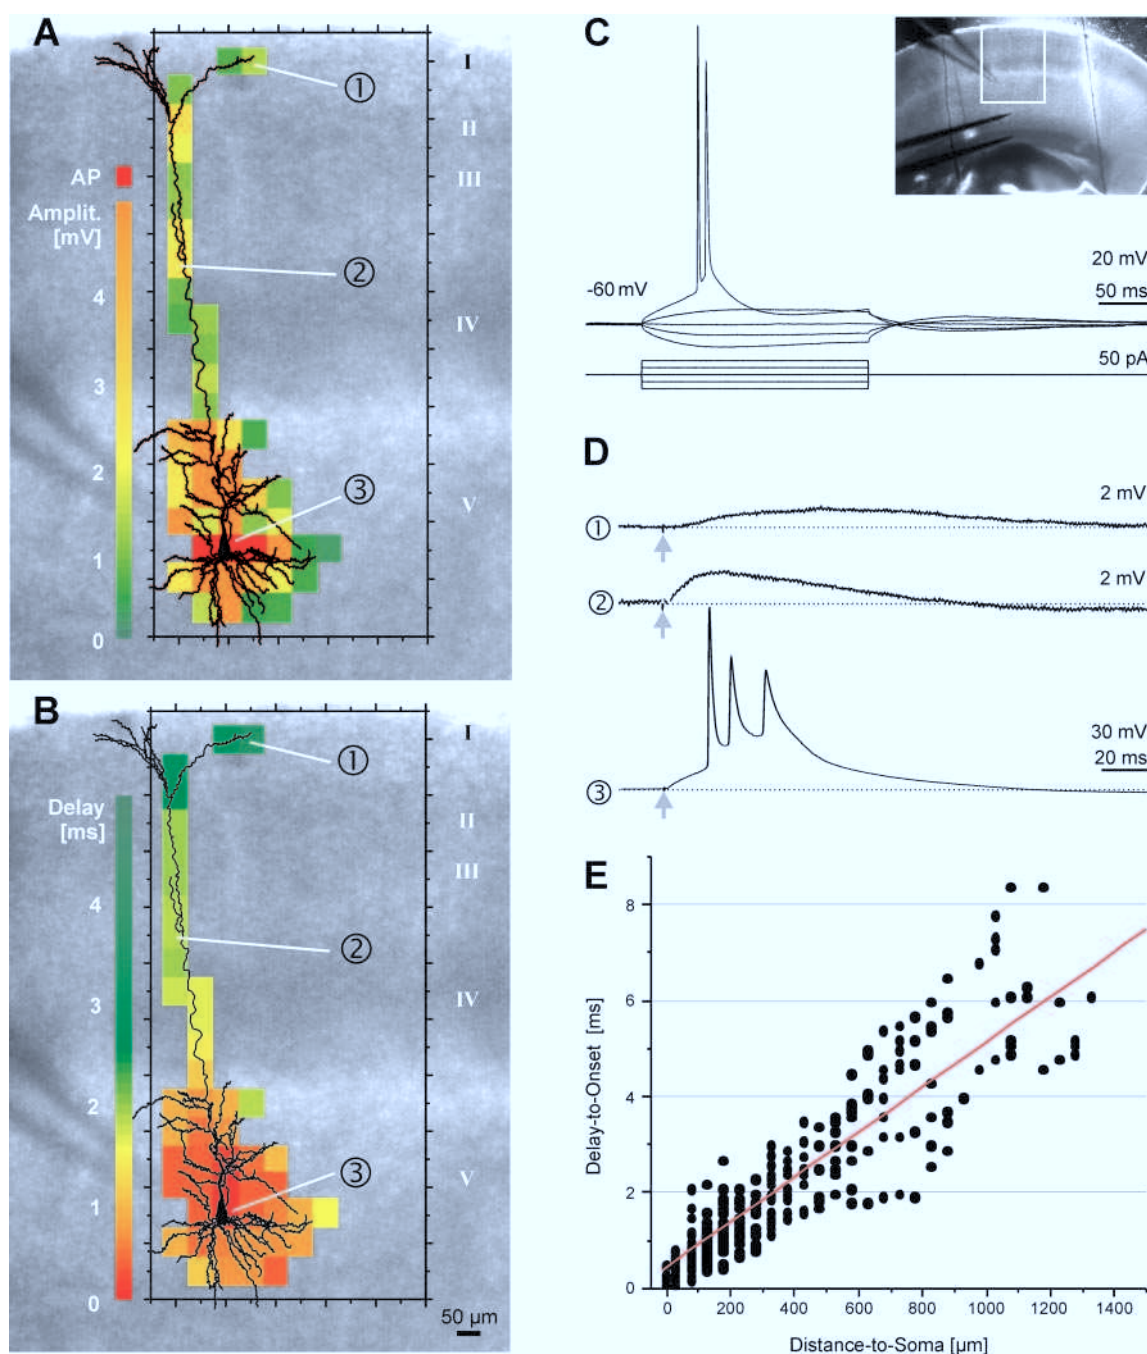 A
①
I
II
AP
III
Amplit.
[mV]
②
4
IV
3
2
③
V
1
0
B
①
I
Delay
[ms]
II
III
4
②
3
IV
2
③
V
1
0
50 µm
C
20 mV
50 ms
-60 mV
50 pA
D
2 mV
①
2 mV
②
30 mV
20 ms
③
E
Delay-to-Onset [ms]
8
6
4
2
0
0 200 400 600 800 1000 1200 1400
Distance-to-Soma [µm]